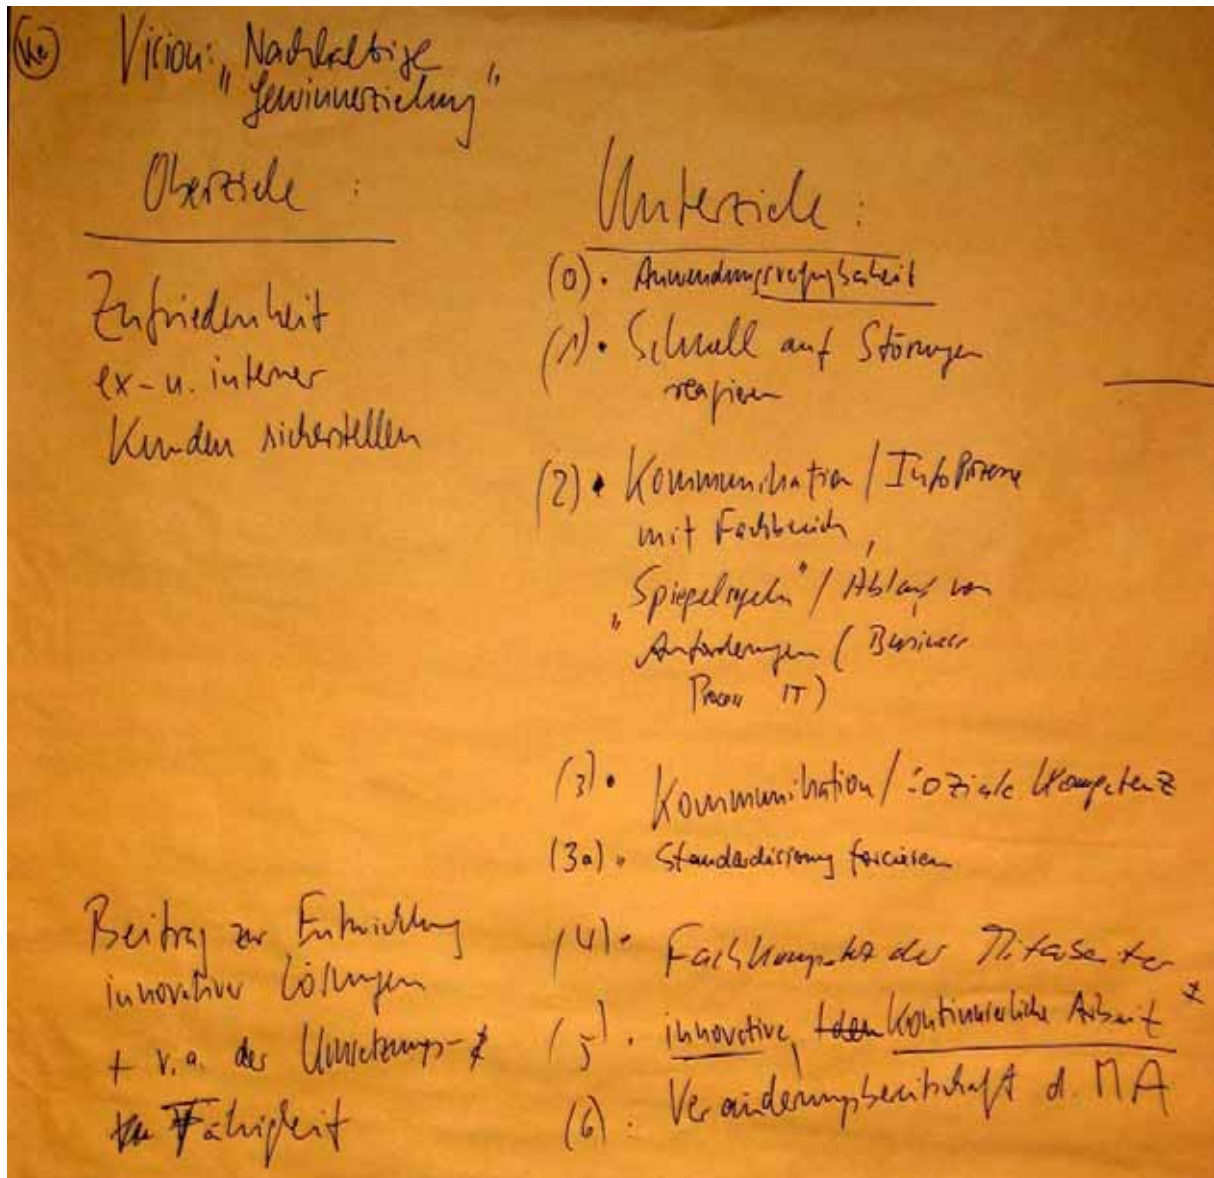 Vision: „Nachhaltige
Gewinnerzielung"
Oberziele :
Zufriedenheit
ex- u. interner
Kunden sicherstellen
Beitrag zur Entwicklung
innovativer Lösungen
+ v.a. der Umsetzungs-
Fähigkeit
Unterziele :
(0) • Anwendungsverfügbarkeit
(1) • Schnell auf Störungen
reagieren
(2) • Kommunikation / InfoProzesse
mit Fachbereich,
„Spiegelregeln" / Ablauf von
Anforderungen ( Business
Process IT )
(3) • Kommunikation / soziale Kompetenz
(3a) • Standardisierung forcieren
(4) • Fachkompetenz der Mitarbeiter
(5) • innovative, kontinuierliche Arbeit
(6) • Veränderungsbereitschaft d. MA